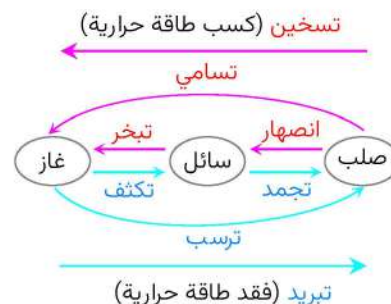 تسخين (كسب طاقة حرارية)
تسامي
انصهار
تبخر
صلب
سائل
غاز
تجمد
تكثف
ترسب
تبريد (فقد طاقة حرارية)